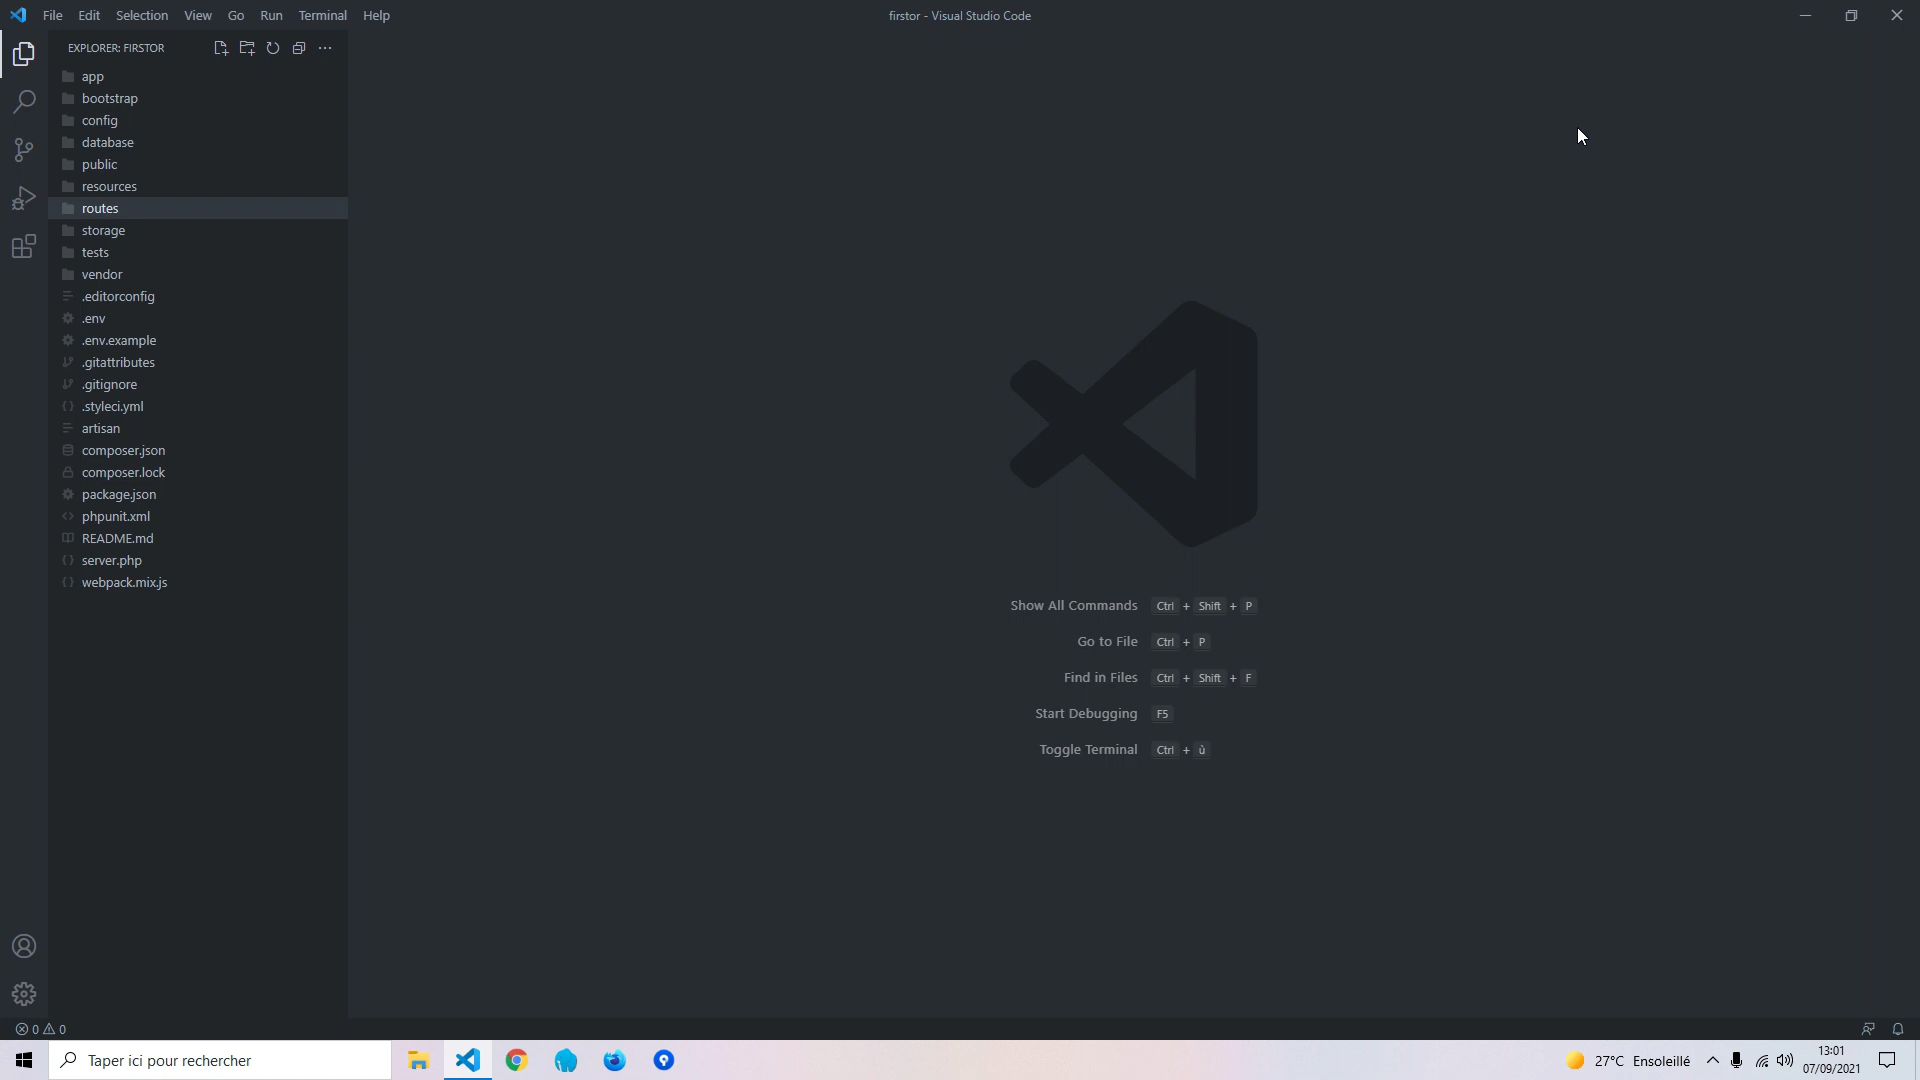 File Edit Selection View Go Run Terminal Help
firstor - Visual Studio Code
EXPLORER: FIRSTOR
app
bootstrap
config
database
public
resources
routes
storage
tests
vendor
.editorconfig
.env
.env.example
.gitattributes
.gitignore
.styleci.yml
artisan
composer.json
composer.lock
package.json
phpunit.xml
README.md
server.php
webpack.mix.js
Show All Commands Ctrl + Shift + P
Go to File Ctrl + P
Find in Files Ctrl + Shift + F
Start Debugging F5
Toggle Terminal Ctrl + ù
0 0
Taper ici pour rechercher
27°C Ensoleillé
13:01
07/09/2021